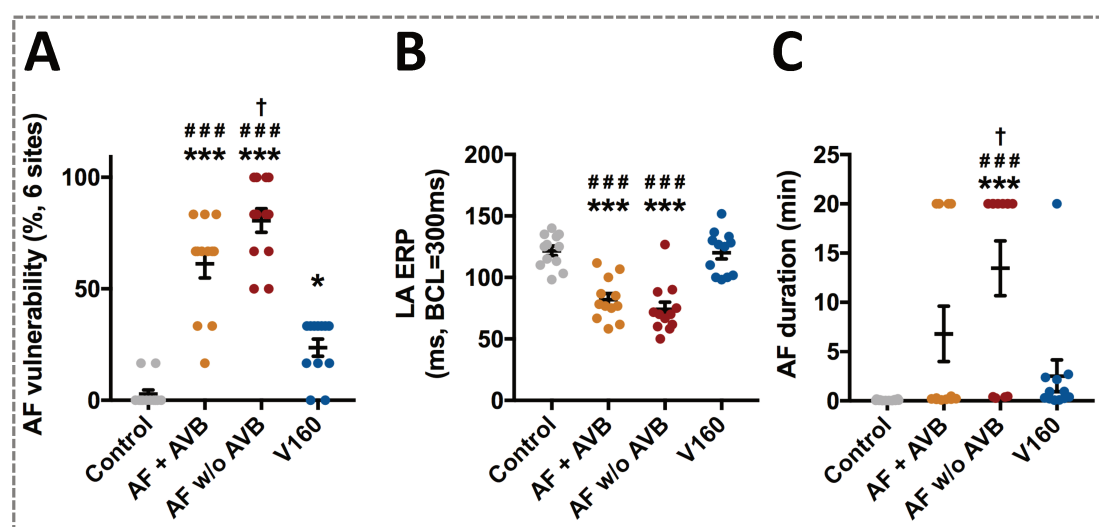 A
AF vulnerability (%, 6 sites)
100
50
0
###
***
†
###
***
*
Control
AF + AVB
AF w/o AVB
V160
B
LA ERP
(ms, BCL=300ms)
200
150
100
50
0
###
***
###
***
Control
AF + AVB
AF w/o AVB
V160
C
AF duration (min)
25
20
15
10
5
0
†
###
***
Control
AF + AVB
AF w/o AVB
V160